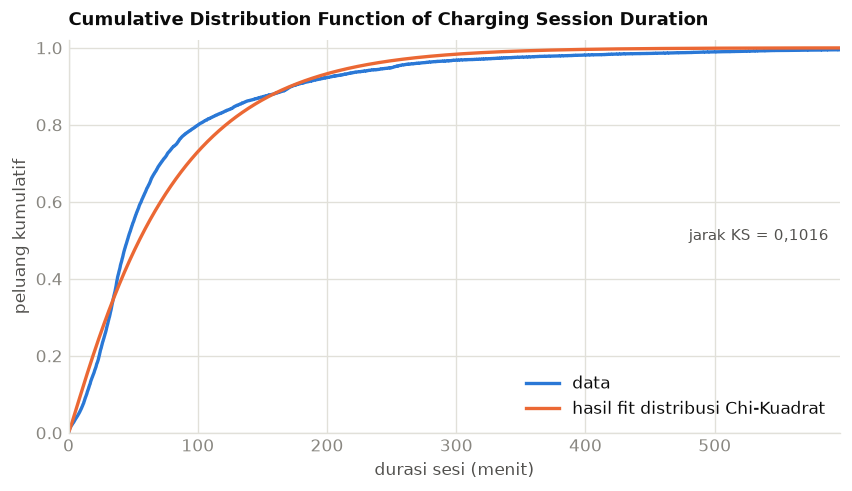 Cumulative Distribution Function of Charging Session Duration
peluang kumulatif
1.0
0.8
0.6
0.4
0.2
0.0
jarak KS = 0,1016
data
hasil fit distribusi Chi-Kuadrat
0 100 200 300 400 500
durasi sesi (menit)